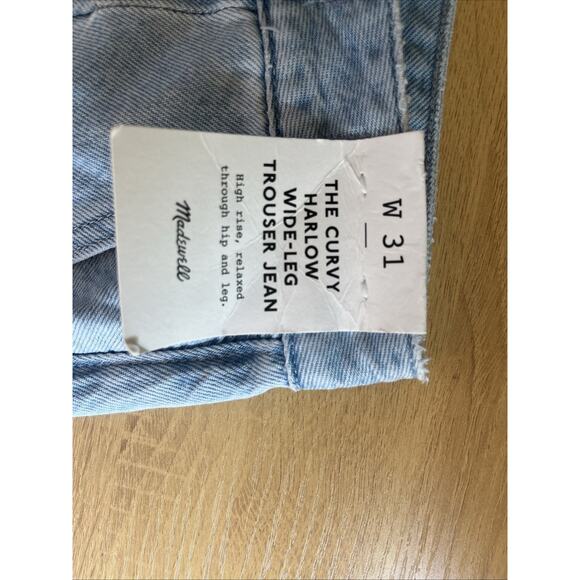 W 31
THE CURVY
HARLOW
WIDE-LEG
TROUSER JEAN
High rise, relaxed
through hip and leg.
Madewell